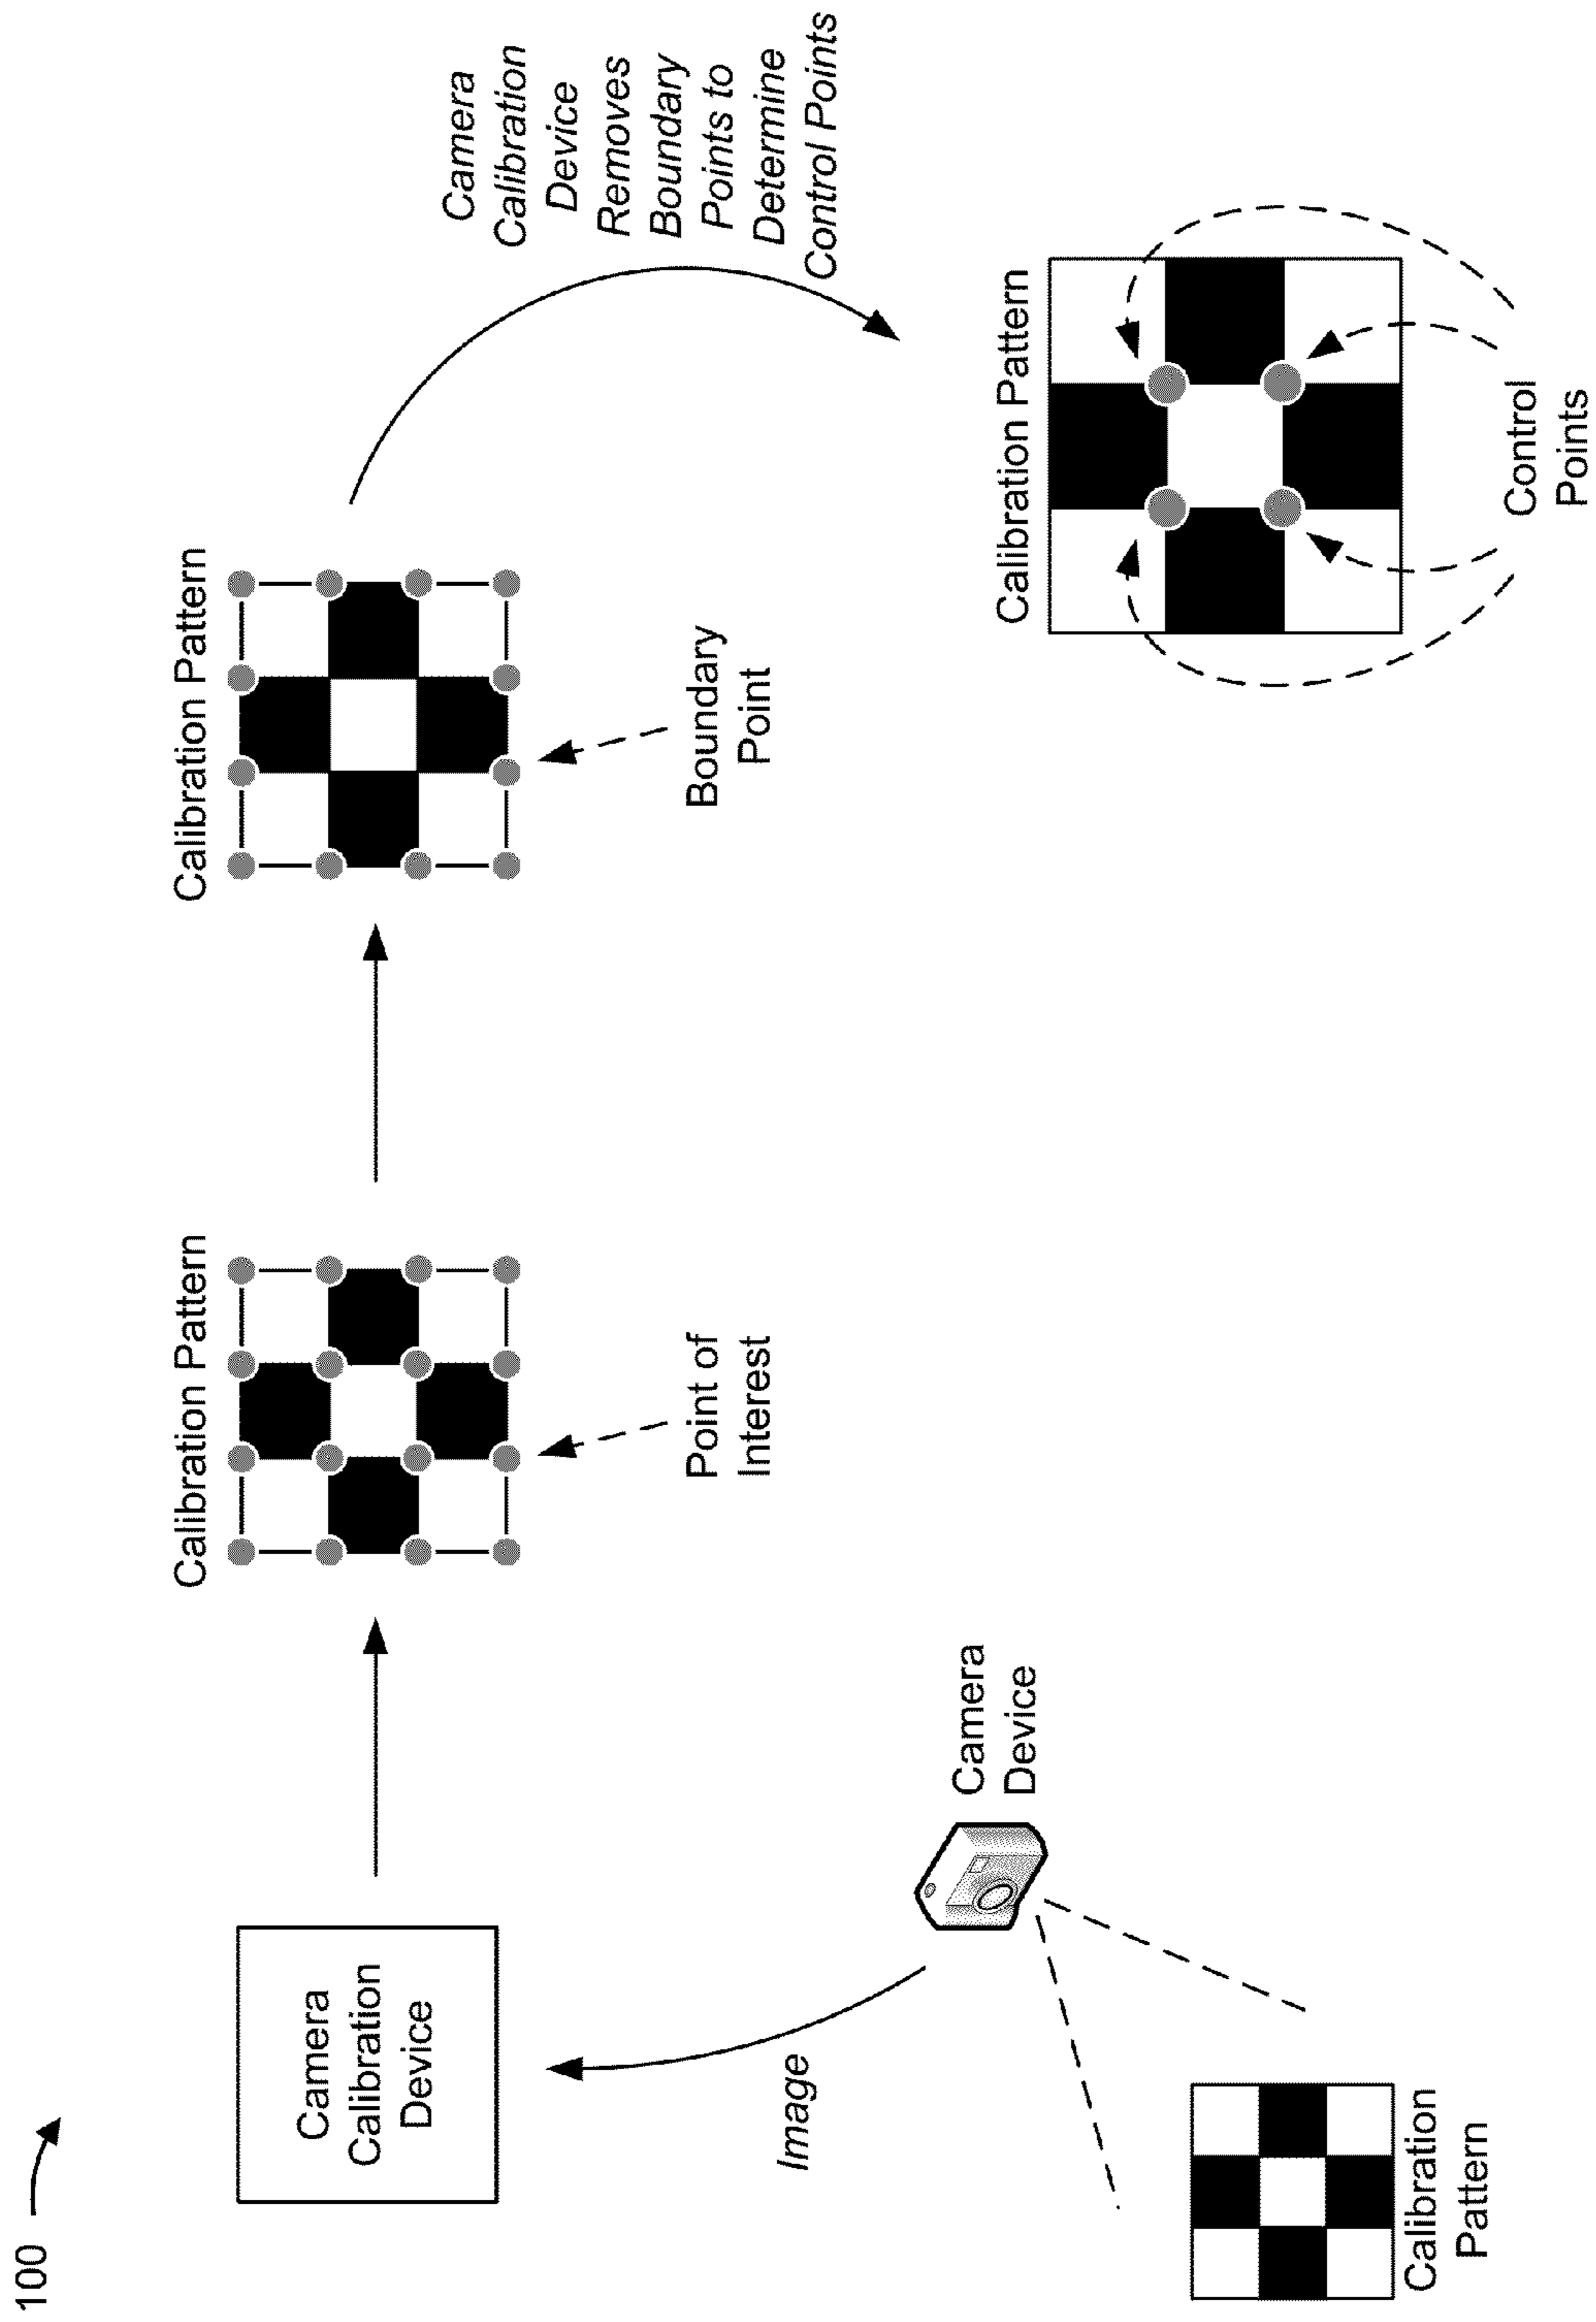 100
Camera
Calibration
Device
Image
Camera
Device
Calibration
Pattern
Calibration Pattern
Point of
Interest
Calibration Pattern
Boundary
Point
Camera
Calibration
Device
Removes
Boundary
Points to
Determine
Control Points
Calibration Pattern
Control
Points